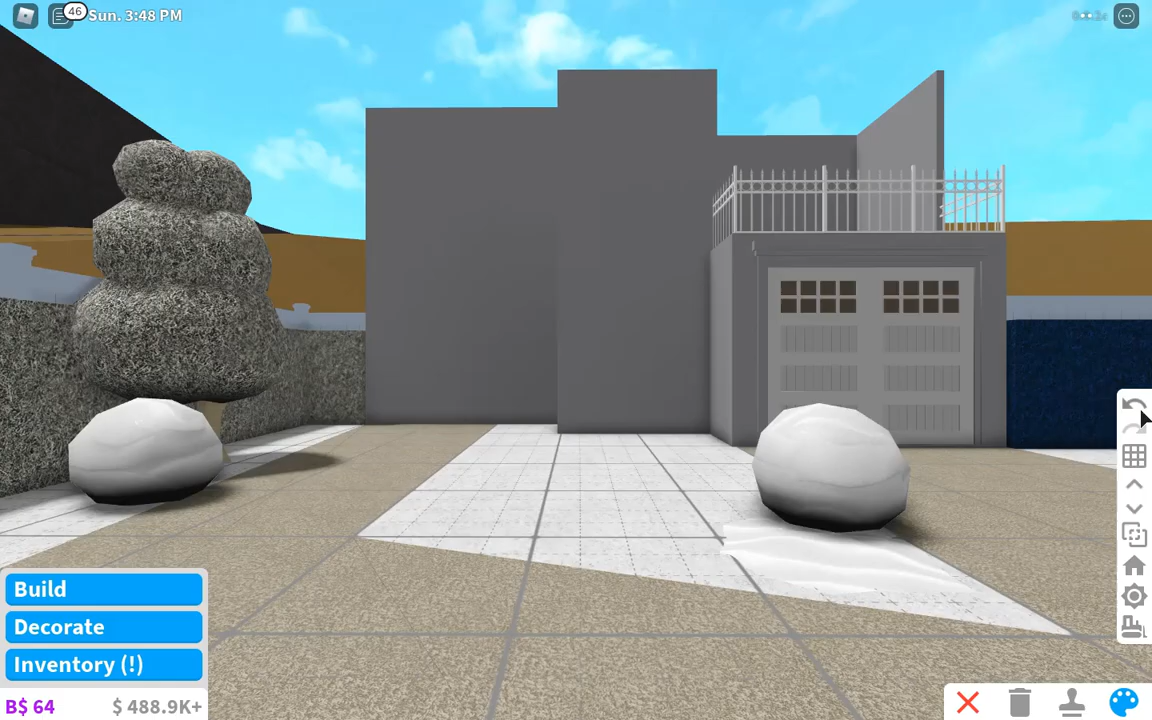 46
Sun. 3:48 PM
Build
Decorate
Inventory (!)
B$ 64
$ 488.9K+